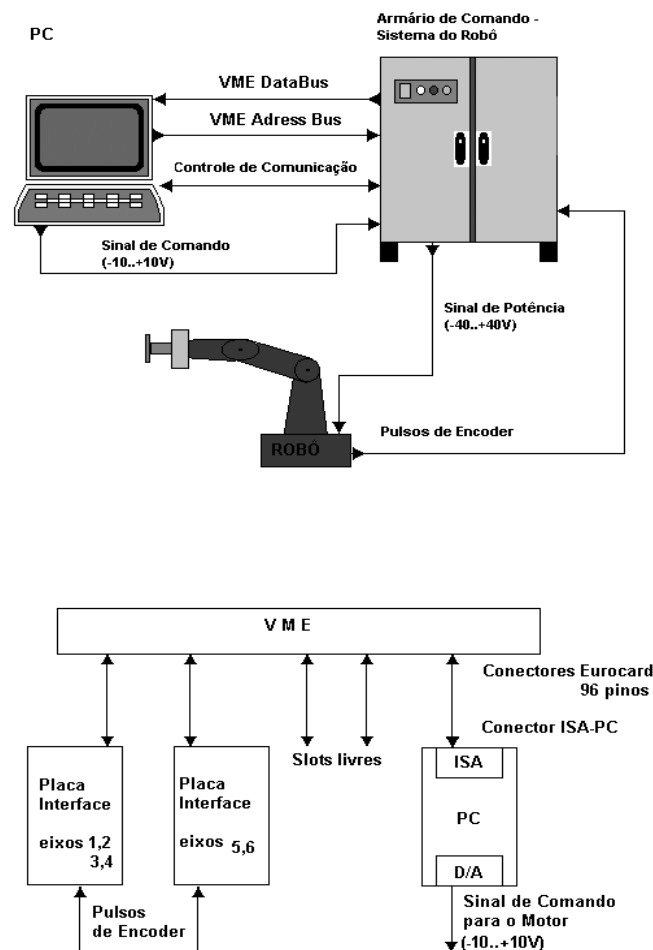 PC
Armário de Comando -
Sistema do Robô
VME DataBus
VME Adress Bus
Controle de Comunicação
Sinal de Comando
(-10..+10V)
Sinal de Potência
(-40..+40V)
Pulsos de Encoder
ROBÔ
V M E
Conectores Eurocard
96 pinos
Conector ISA-PC
Slots livres
Placa
Interface
eixos 1,2
3,4
Placa
Interface
eixos 5,6
ISA
PC
D/A
Pulsos
de Encoder
Sinal de Comando
para o Motor
(-10..+10V)